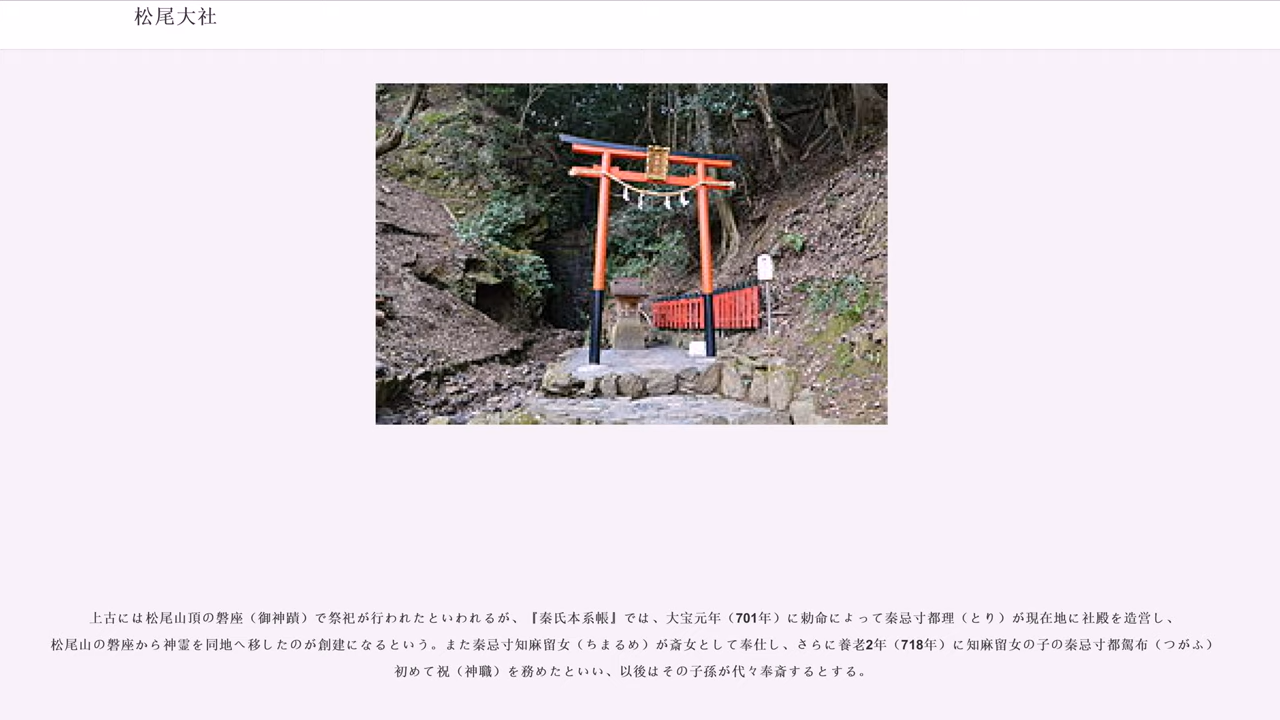 松尾大社
上古には松尾山頂の磐座（御神蹟）で祭祀が行われたといわれるが、『秦氏本系帳』では、大宝元年（701年）に勅命によって秦忌寸都理（とり）が現在地に社殿を造営し、
松尾山の磐座から神霊を同地へ移したのが創建になるという。また秦忌寸知麻留女（ちまるめ）が斎女として奉仕し、さらに養老2年（718年）に知麻留女の子の秦忌寸都駕布（つがふ）
初めて祝（神職）を務めたといい、以後はその子孫が代々奉斎するとする。